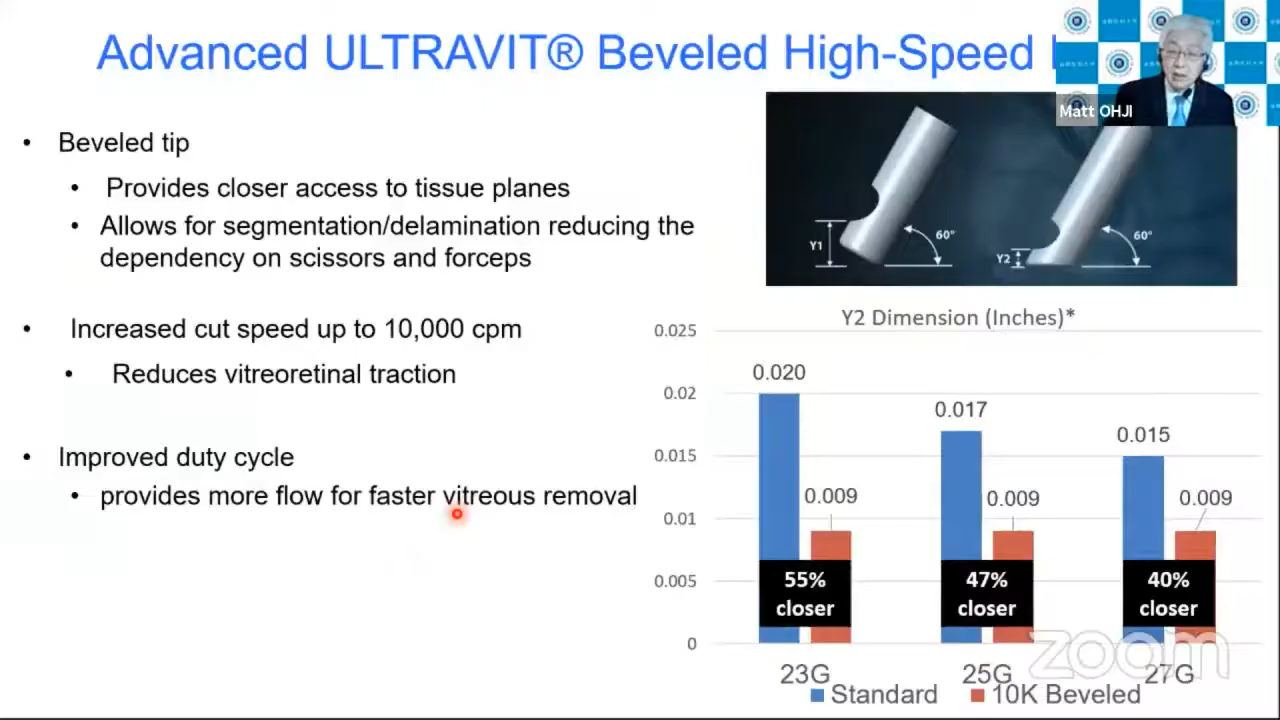 Advanced ULTRAVIT® Beveled High-Speed
Matt OHJI
• Beveled tip
• Provides closer access to tissue planes
• Allows for segmentation/delamination reducing the
dependency on scissors and forceps
• Increased cut speed up to 10,000 cpm
• Reduces vitreoretinal traction
• Improved duty cycle
• provides more flow for faster vitreous removal
Y1
60°
Y2
60°
Y2 Dimension (Inches)*
0.025
0.02
0.015
0.01
0.005
0
0.020
0.009
0.017
0.009
0.015
0.009
55%
closer
47%
closer
40%
closer
23G
25G
27G
Standard
10K Beveled
zoom